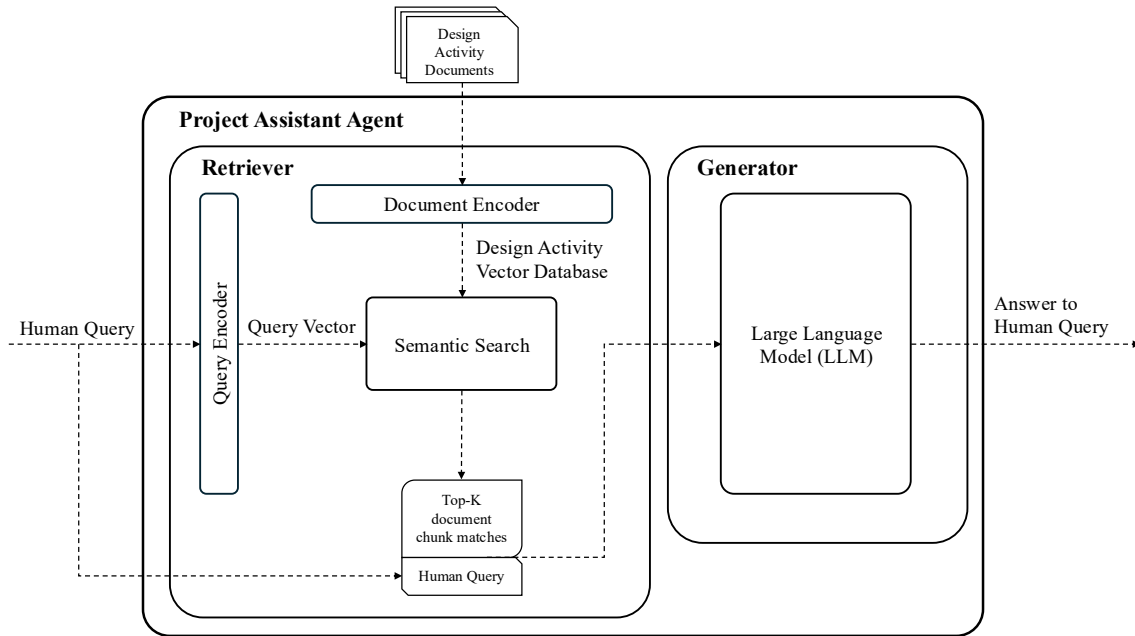 Design
Activity
Documents
Project Assistant Agent
Retriever
Generator
Document Encoder
Design Activity
Vector Database
Human Query
Query Encoder
Query Vector
Semantic Search
Large Language
Model (LLM)
Answer to
Human Query
Top-K
document
chunk matches
Human Query